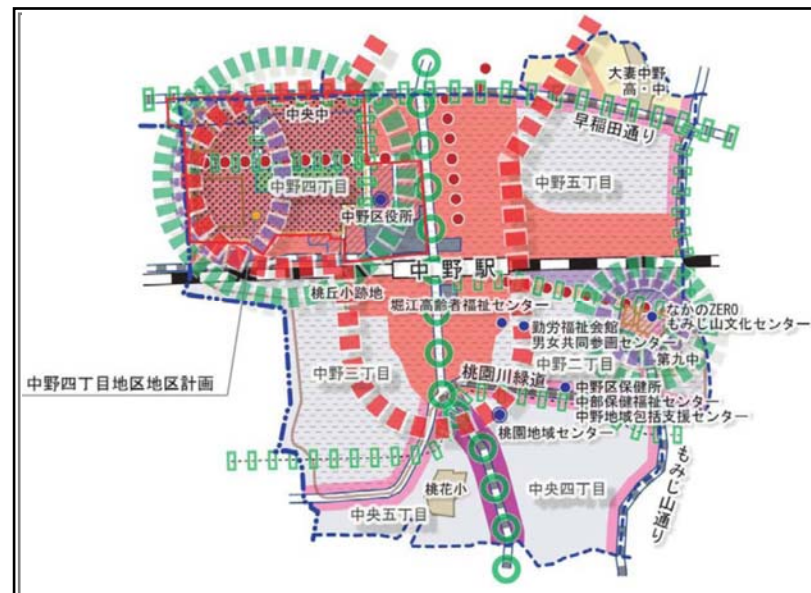 大妻中野
高・中
早稲田通り
中央中
中野五丁目
中野四丁目
中野区役所
中野駅
桃丘小跡地
堀江高齢者福祉センター
なかのZERO
もみじ山文化センター
勤労福祉会館
男女共同参画センター
第九中
中野四丁目地区地区計画
中野三丁目
中野二丁目
桃園川緑道
中野区保健所
中部保健福祉センター
中野地域包括支援センター
桃園地域センター
もみじ山通り
桃花小
中央四丁目
中央五丁目